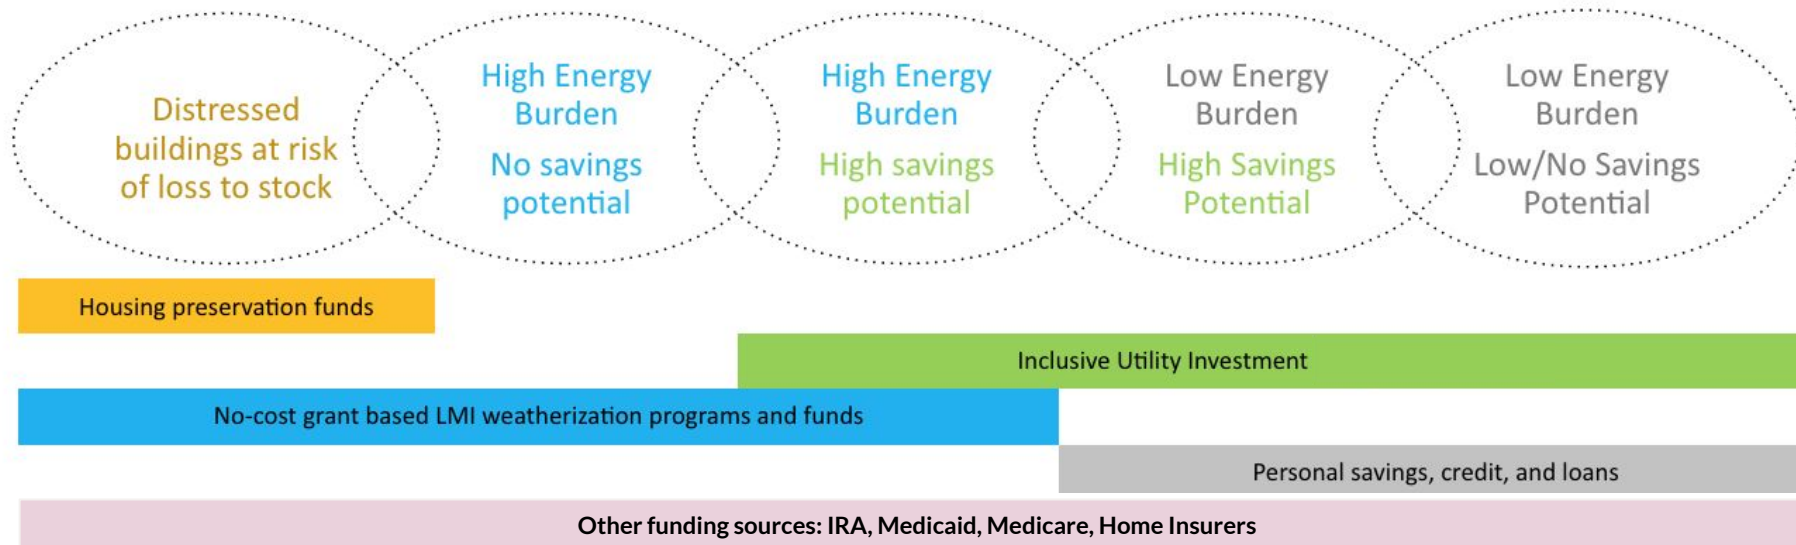 Distressed
buildings at risk
of loss to stock
High Energy
Burden
No savings
potential
High Energy
Burden
High savings
potential
Low Energy
Burden
High Savings
Potential
Low Energy
Burden
Low/No Savings
Potential
Housing preservation funds
Inclusive Utility Investment
No-cost grant based LMI weatherization programs and funds
Personal savings, credit, and loans
Other funding sources: IRA, Medicaid, Medicare, Home Insurers